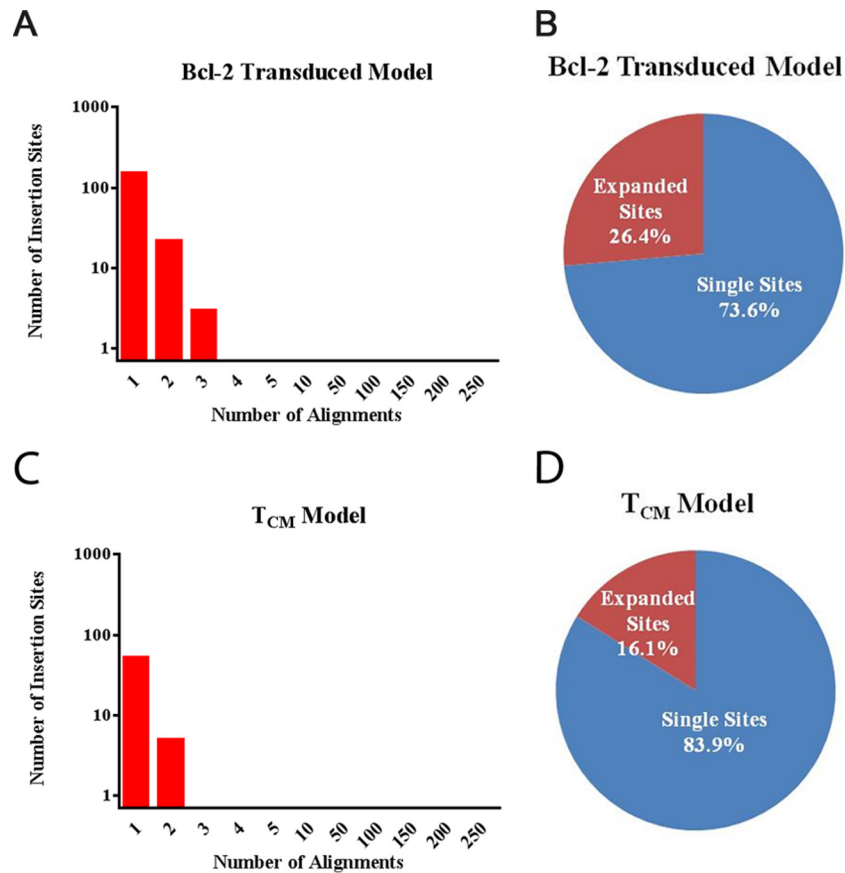 A
Bcl-2 Transduced Model
Number of Insertion Sites
1000
100
10
1
1 2 3 4 5 10 50 100 150 200 250
Number of Alignments
B
Bcl-2 Transduced Model
Expanded
Sites
26.4%
Single Sites
73.6%
C
TCM Model
Number of Insertion Sites
1000
100
10
1
1 2 3 4 5 10 50 100 150 200 250
Number of Alignments
D
TCM Model
Expanded
Sites
16.1%
Single Sites
83.9%